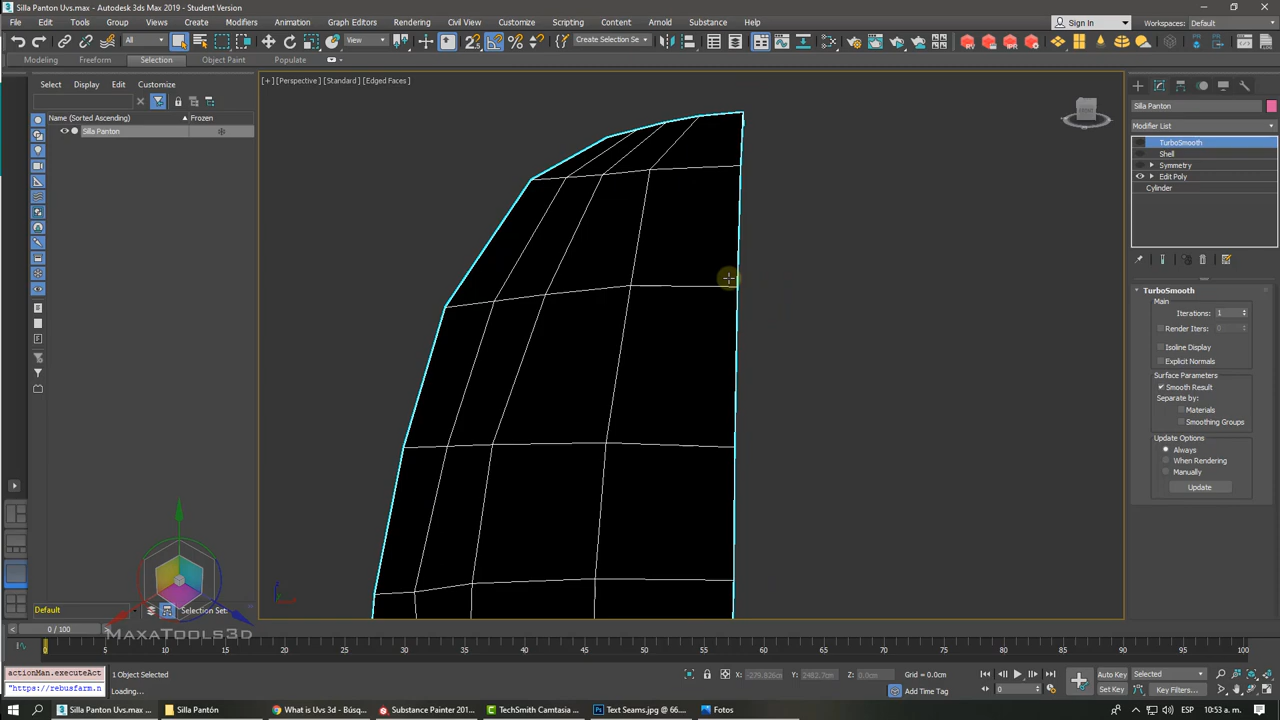 Silla Panton Uvs.max - Autodesk 3ds Max 2019 - Student Version
File Edit Tools Group Views Create Modifiers Animation Graph Editors Rendering Civil View Customize Scripting Content Arnold Substance Help
Sign In Workspaces: Default
All View Create Selection Se
Modeling Freeform Selection Object Paint Populate
Select Display Edit Customize
Name (Sorted Ascending) Frozen
Silla Panton
[+] [Perspective] [Standard] [Edged Faces]
FRONT
Silla Panton
Modifier List
TurboSmooth
Shell
Symmetry
Edit Poly
Cylinder
TurboSmooth
Main
Iterations: 1
Render Iters: 0
Isoline Display
Explicit Normals
Surface Parameters
Smooth Result
Separate by:
Materials
Smoothing Groups
Update Options
Always
When Rendering
Manually
Update
Default Selection Set:
MAXATOOLS3D
0 / 100
0 5 10 15 20 25 30 35 40 45 50 55 60 65 70 75 80 85 90 95 100
actionMan.executeAct
"https://rebusfarm.n
1 Object Selected
Loading...
X: -279.826cm Y: 2482.7cm Z: 0.0cm Grid = 0.0cm
Add Time Tag
0
Auto Key Selected
Set Key Key Filters...
Silla Panton Uvs.max ... Silla Pantón What is Uvs 3d - Búsq... Substance Painter 201... TechSmith Camtasia Text Seams.jpg @ 66.... Fotos ESP 10:53 a.m.